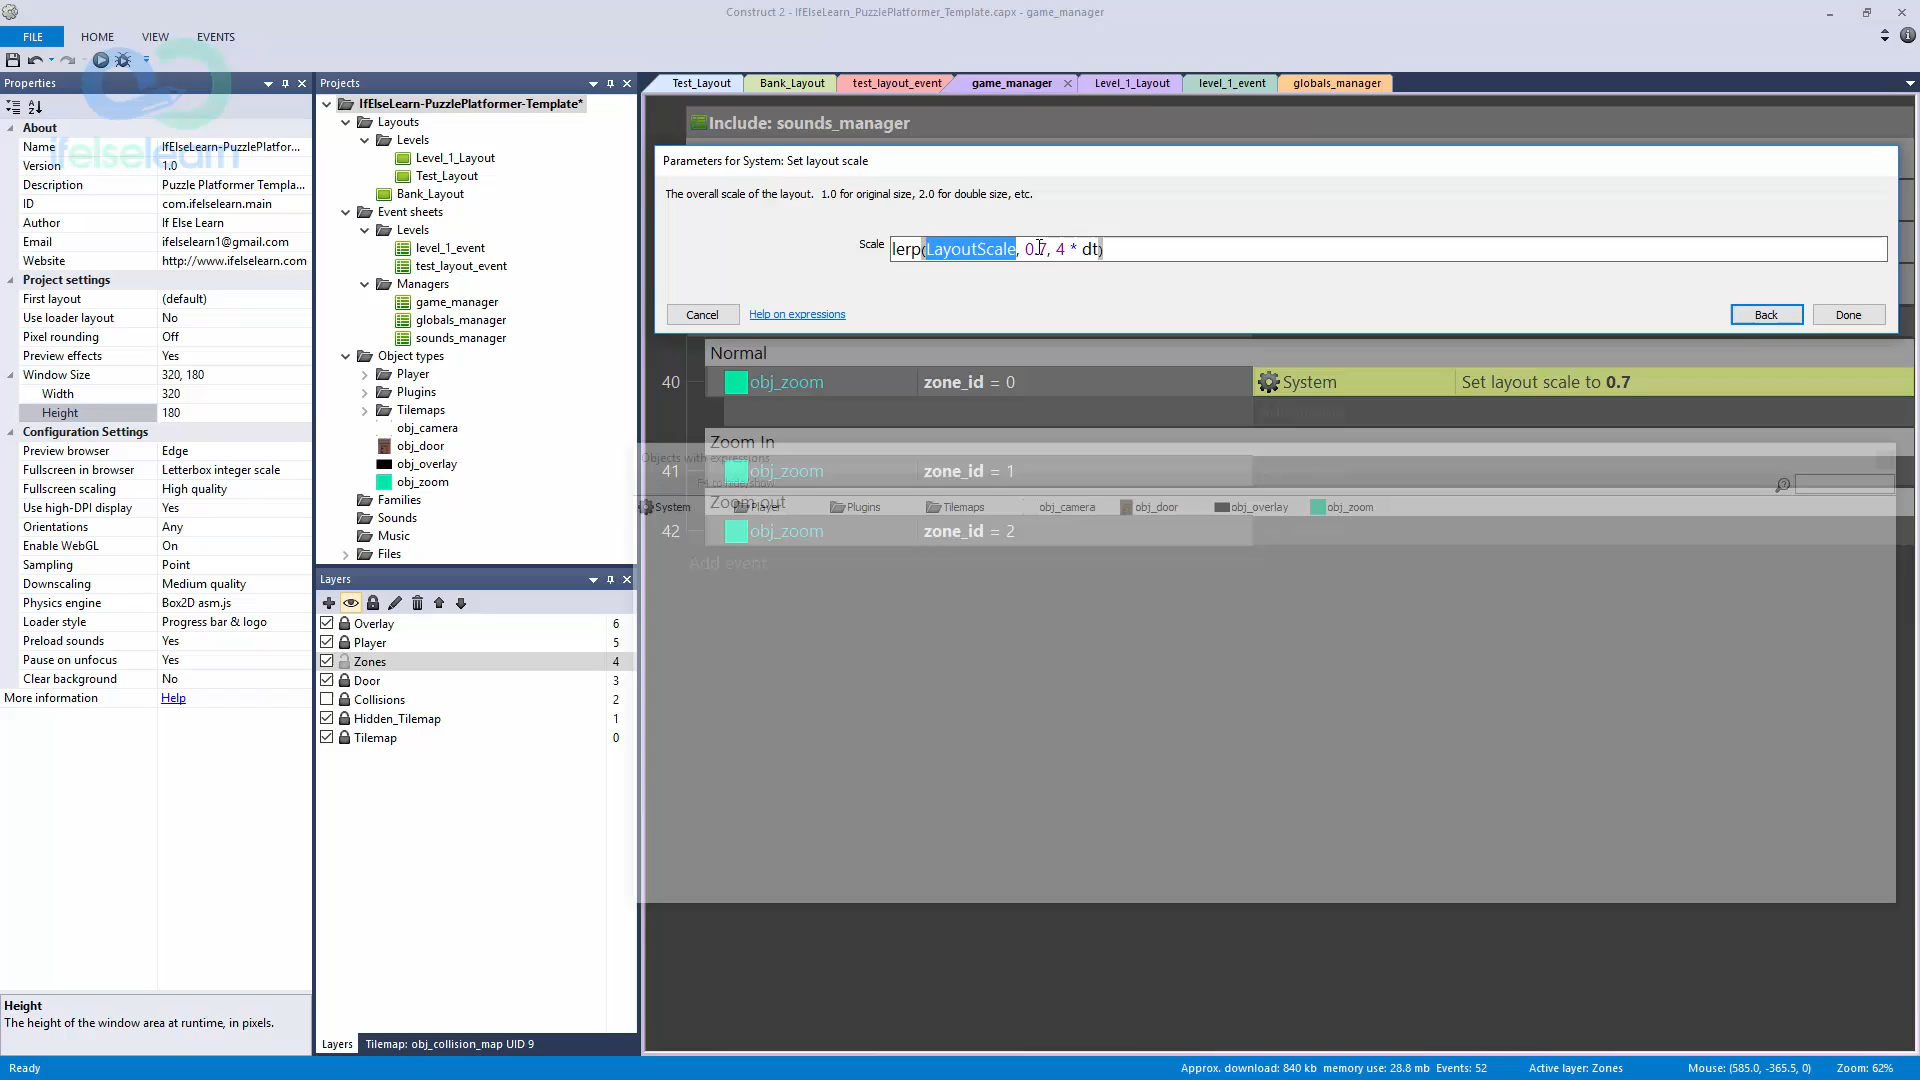 Construct 2 - IfElseLearn_PuzzlePlatformer_Template.capx - game_manager
FILE HOME VIEW EVENTS
Properties
About
Name IfElseLearn-PuzzlePlatfor...
Version 1.0
Description Puzzle Platformer Templa...
ID com.ifelselearn.main
Author If Else Learn
Email ifelselearn1@gmail.com
Website http://www.ifelselearn.com
Project settings
First layout (default)
Use loader layout No
Pixel rounding Off
Preview effects Yes
Window Size 320, 180
Width 320
Height 180
Configuration Settings
Preview browser Edge
Fullscreen in browser Letterbox integer scale
Fullscreen scaling High quality
Use high-DPI display Yes
Orientations Any
Enable WebGL On
Sampling Point
Downscaling Medium quality
Physics engine Box2D asm.js
Loader style Progress bar & logo
Preload sounds Yes
Pause on unfocus Yes
Clear background No
More information Help
Height
The height of the window area at runtime, in pixels.
ifelselearn
Projects
IfElseLearn-PuzzlePlatformer-Template*
Layouts
Levels
Level_1_Layout
Test_Layout
Bank_Layout
Event sheets
Levels
level_1_event
test_layout_event
Managers
game_manager
globals_manager
sounds_manager
Object types
Player
Plugins
Tilemaps
obj_camera
obj_door
obj_overlay
obj_zoom
Families
Sounds
Music
Files
Layers
Overlay 6
Player 5
Zones 4
Door 3
Collisions 2
Hidden_Tilemap 1
Tilemap 0
Layers Tilemap: obj_collision_map UID 9
Test_Layout Bank_Layout test_layout_event game_manager Level_1_Layout level_1_event globals_manager
Include: sounds_manager
Parameters for System: Set layout scale
The overall scale of the layout. 1.0 for original size, 2.0 for double size, etc.
Scale lerp(LayoutScale, 0.7, 4 * dt)
Cancel Help on expressions Back Done
Normal
40 obj_zoom zone_id = 0 System Set layout scale to 0.7
Zoom In
Objects with expressions
41 obj_zoom zone_id = 1
F4 to hide/show
Zoom out
System Player Plugins Tilemaps obj_camera obj_door obj_overlay obj_zoom
42 obj_zoom zone_id = 2
Add event
Ready Approx. download: 840 kb memory use: 28.8 mb Events: 52 Active layer: Zones Mouse: (585.0, -365.5, 0) Zoom: 62%